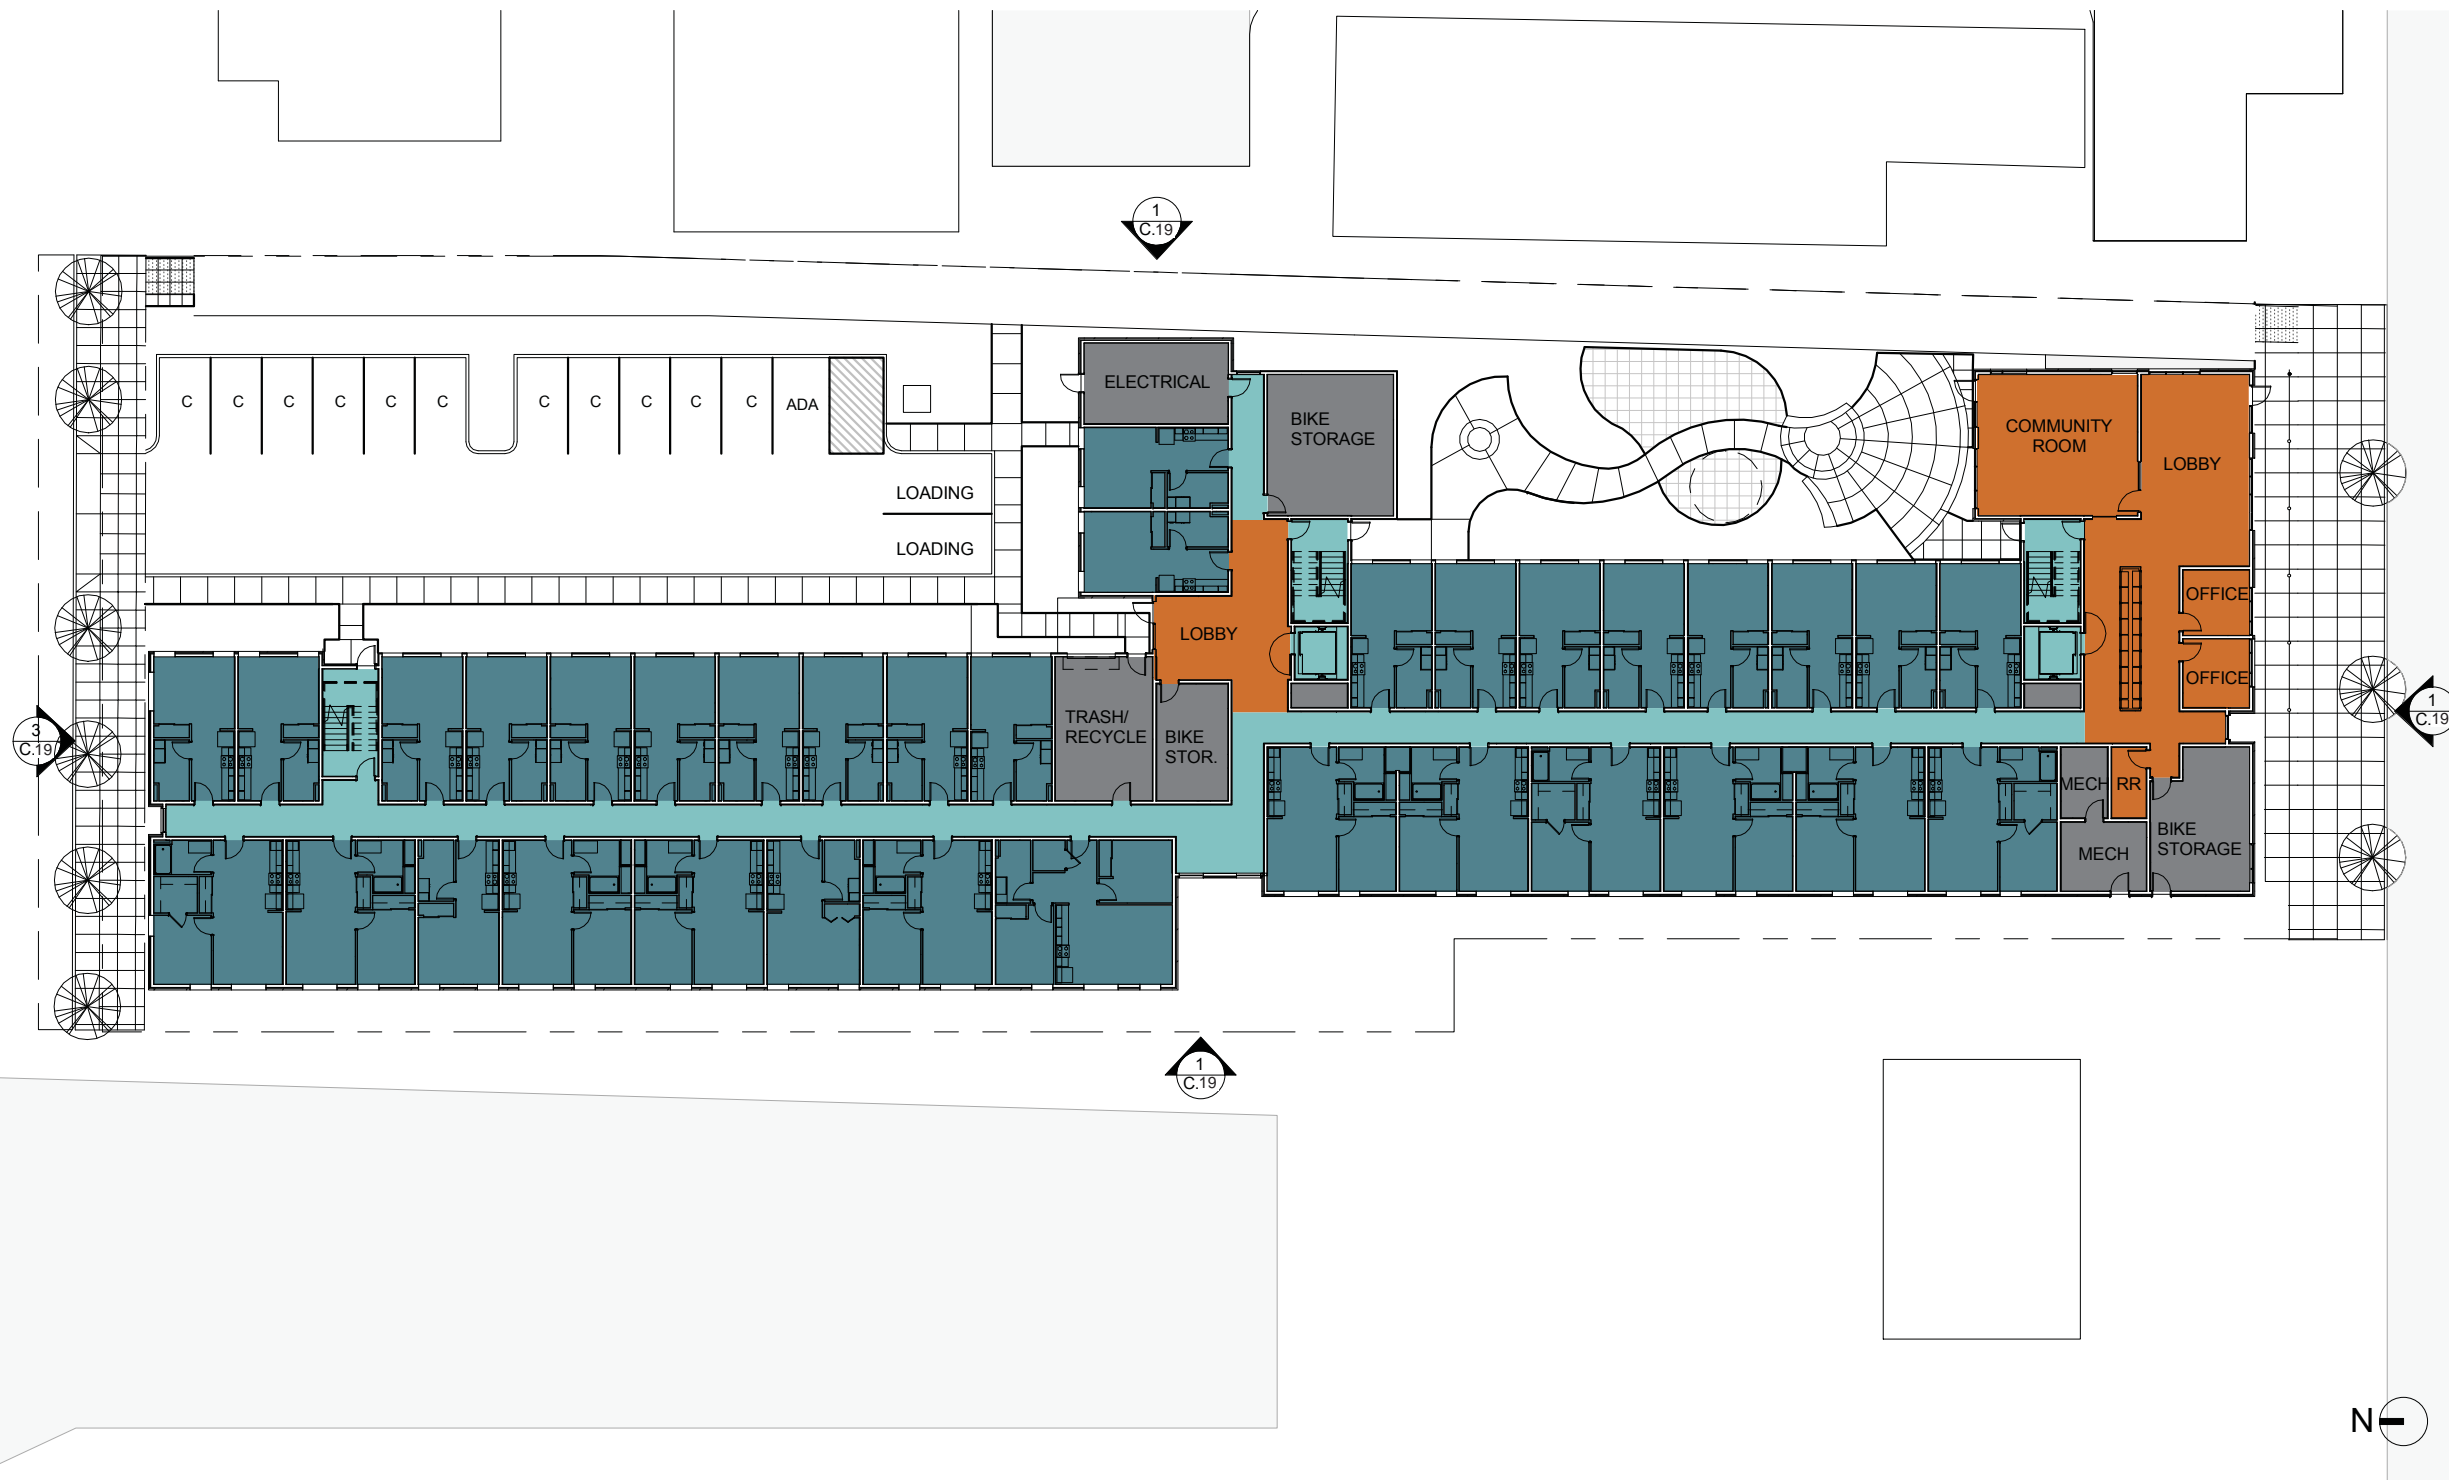 1
C.19
C C C C C C C C C C C ADA
ELECTRICAL
BIKE
STORAGE
COMMUNITY
ROOM
LOBBY
LOADING
LOADING
OFFICE
LOBBY
OFFICE
3
C.19
TRASH/
RECYCLE
BIKE
STOR.
1
C.19
MECH
RR
MECH
BIKE
STORAGE
1
C.19
N